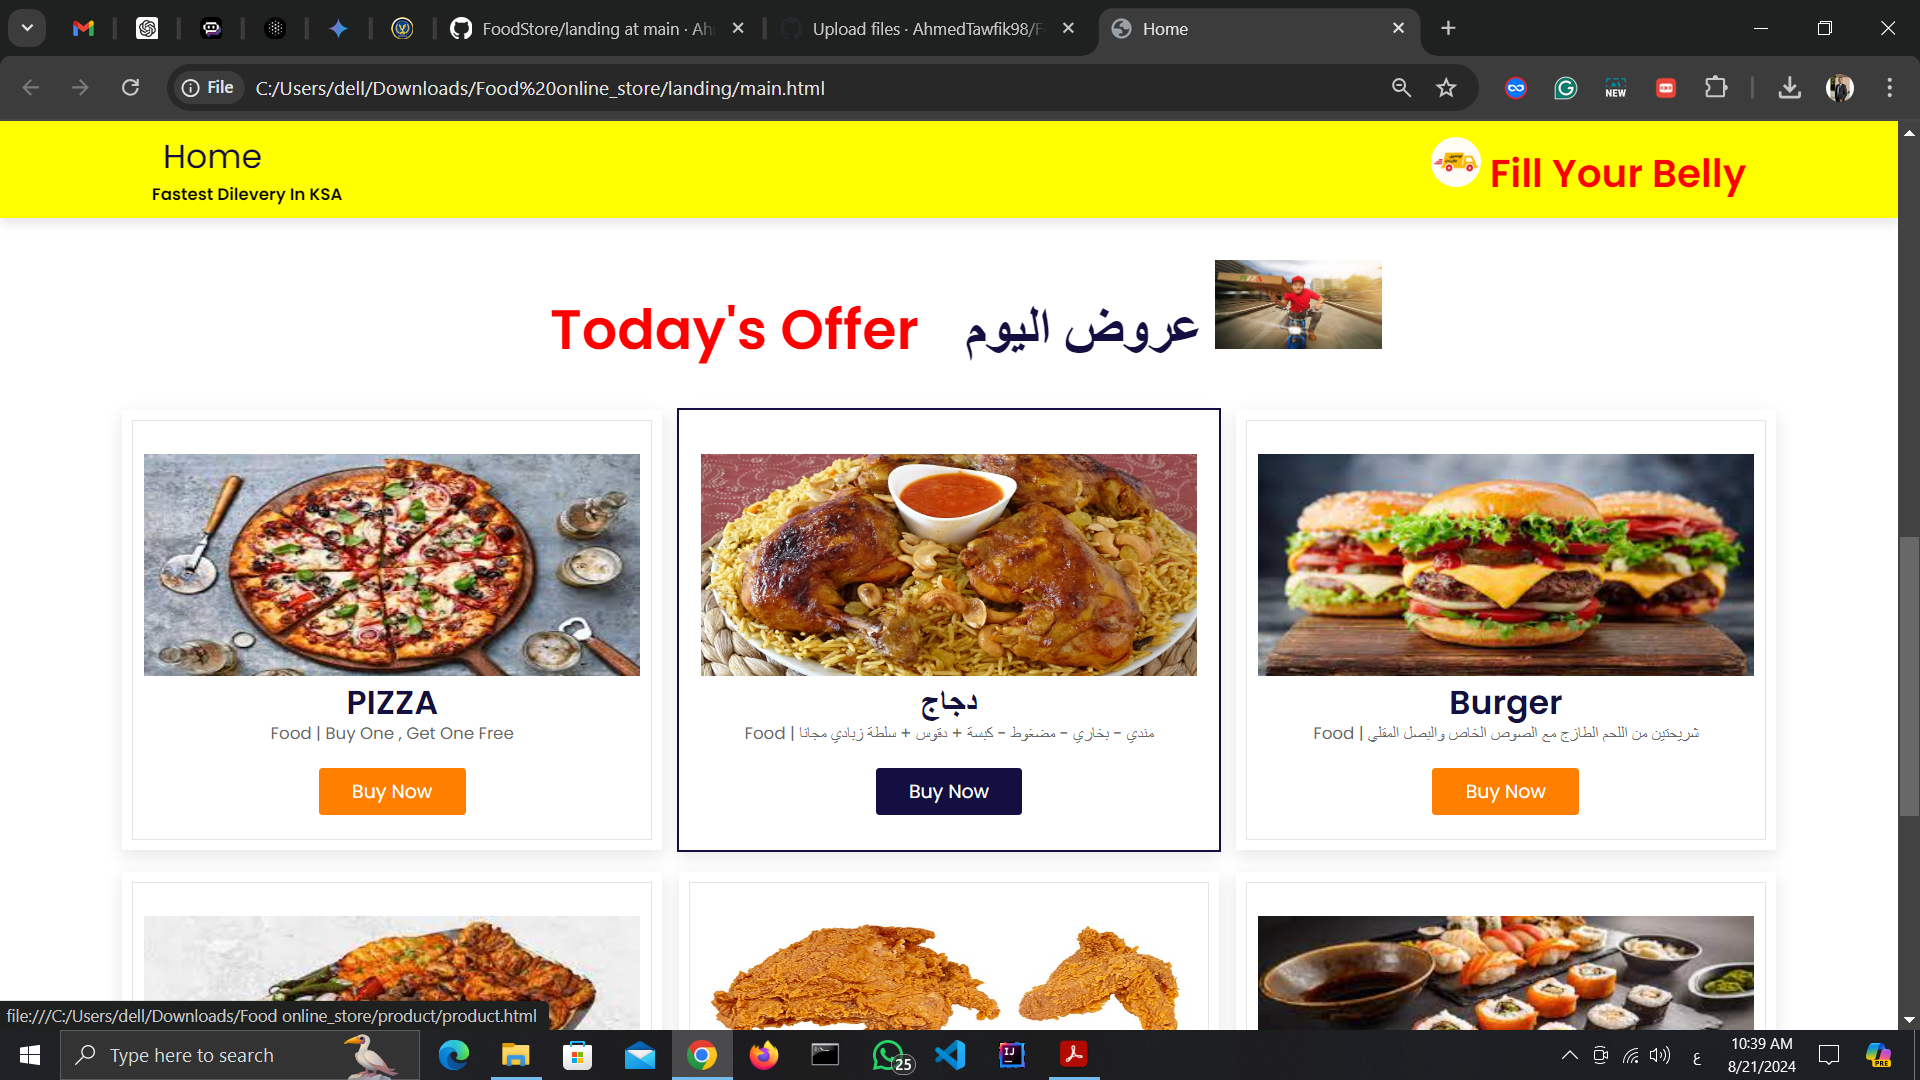 FoodStore/landing at main · Ah
Upload files · AhmedTawfik98/F
Home
File
C:/Users/dell/Downloads/Food%20online_store/landing/main.html
NEW
Home
Fastest Dilevery In KSA
Fill Your Belly
Today's Offer عروض اليوم
PIZZA
Food | Buy One , Get One Free
Buy Now
دجاج
Food | مندي - بخاري - مضغوط - كبسة + دقوس + سلطة زبادي مجانا
Buy Now
Burger
Food | شريحتين من اللحم الطازج مع الصوص الخاص والبصل المقلي
Buy Now
file:///C:/Users/dell/Downloads/Food online_store/product/product.html
Type here to search
25
IJ
ع
10:39 AM
8/21/2024
PRE